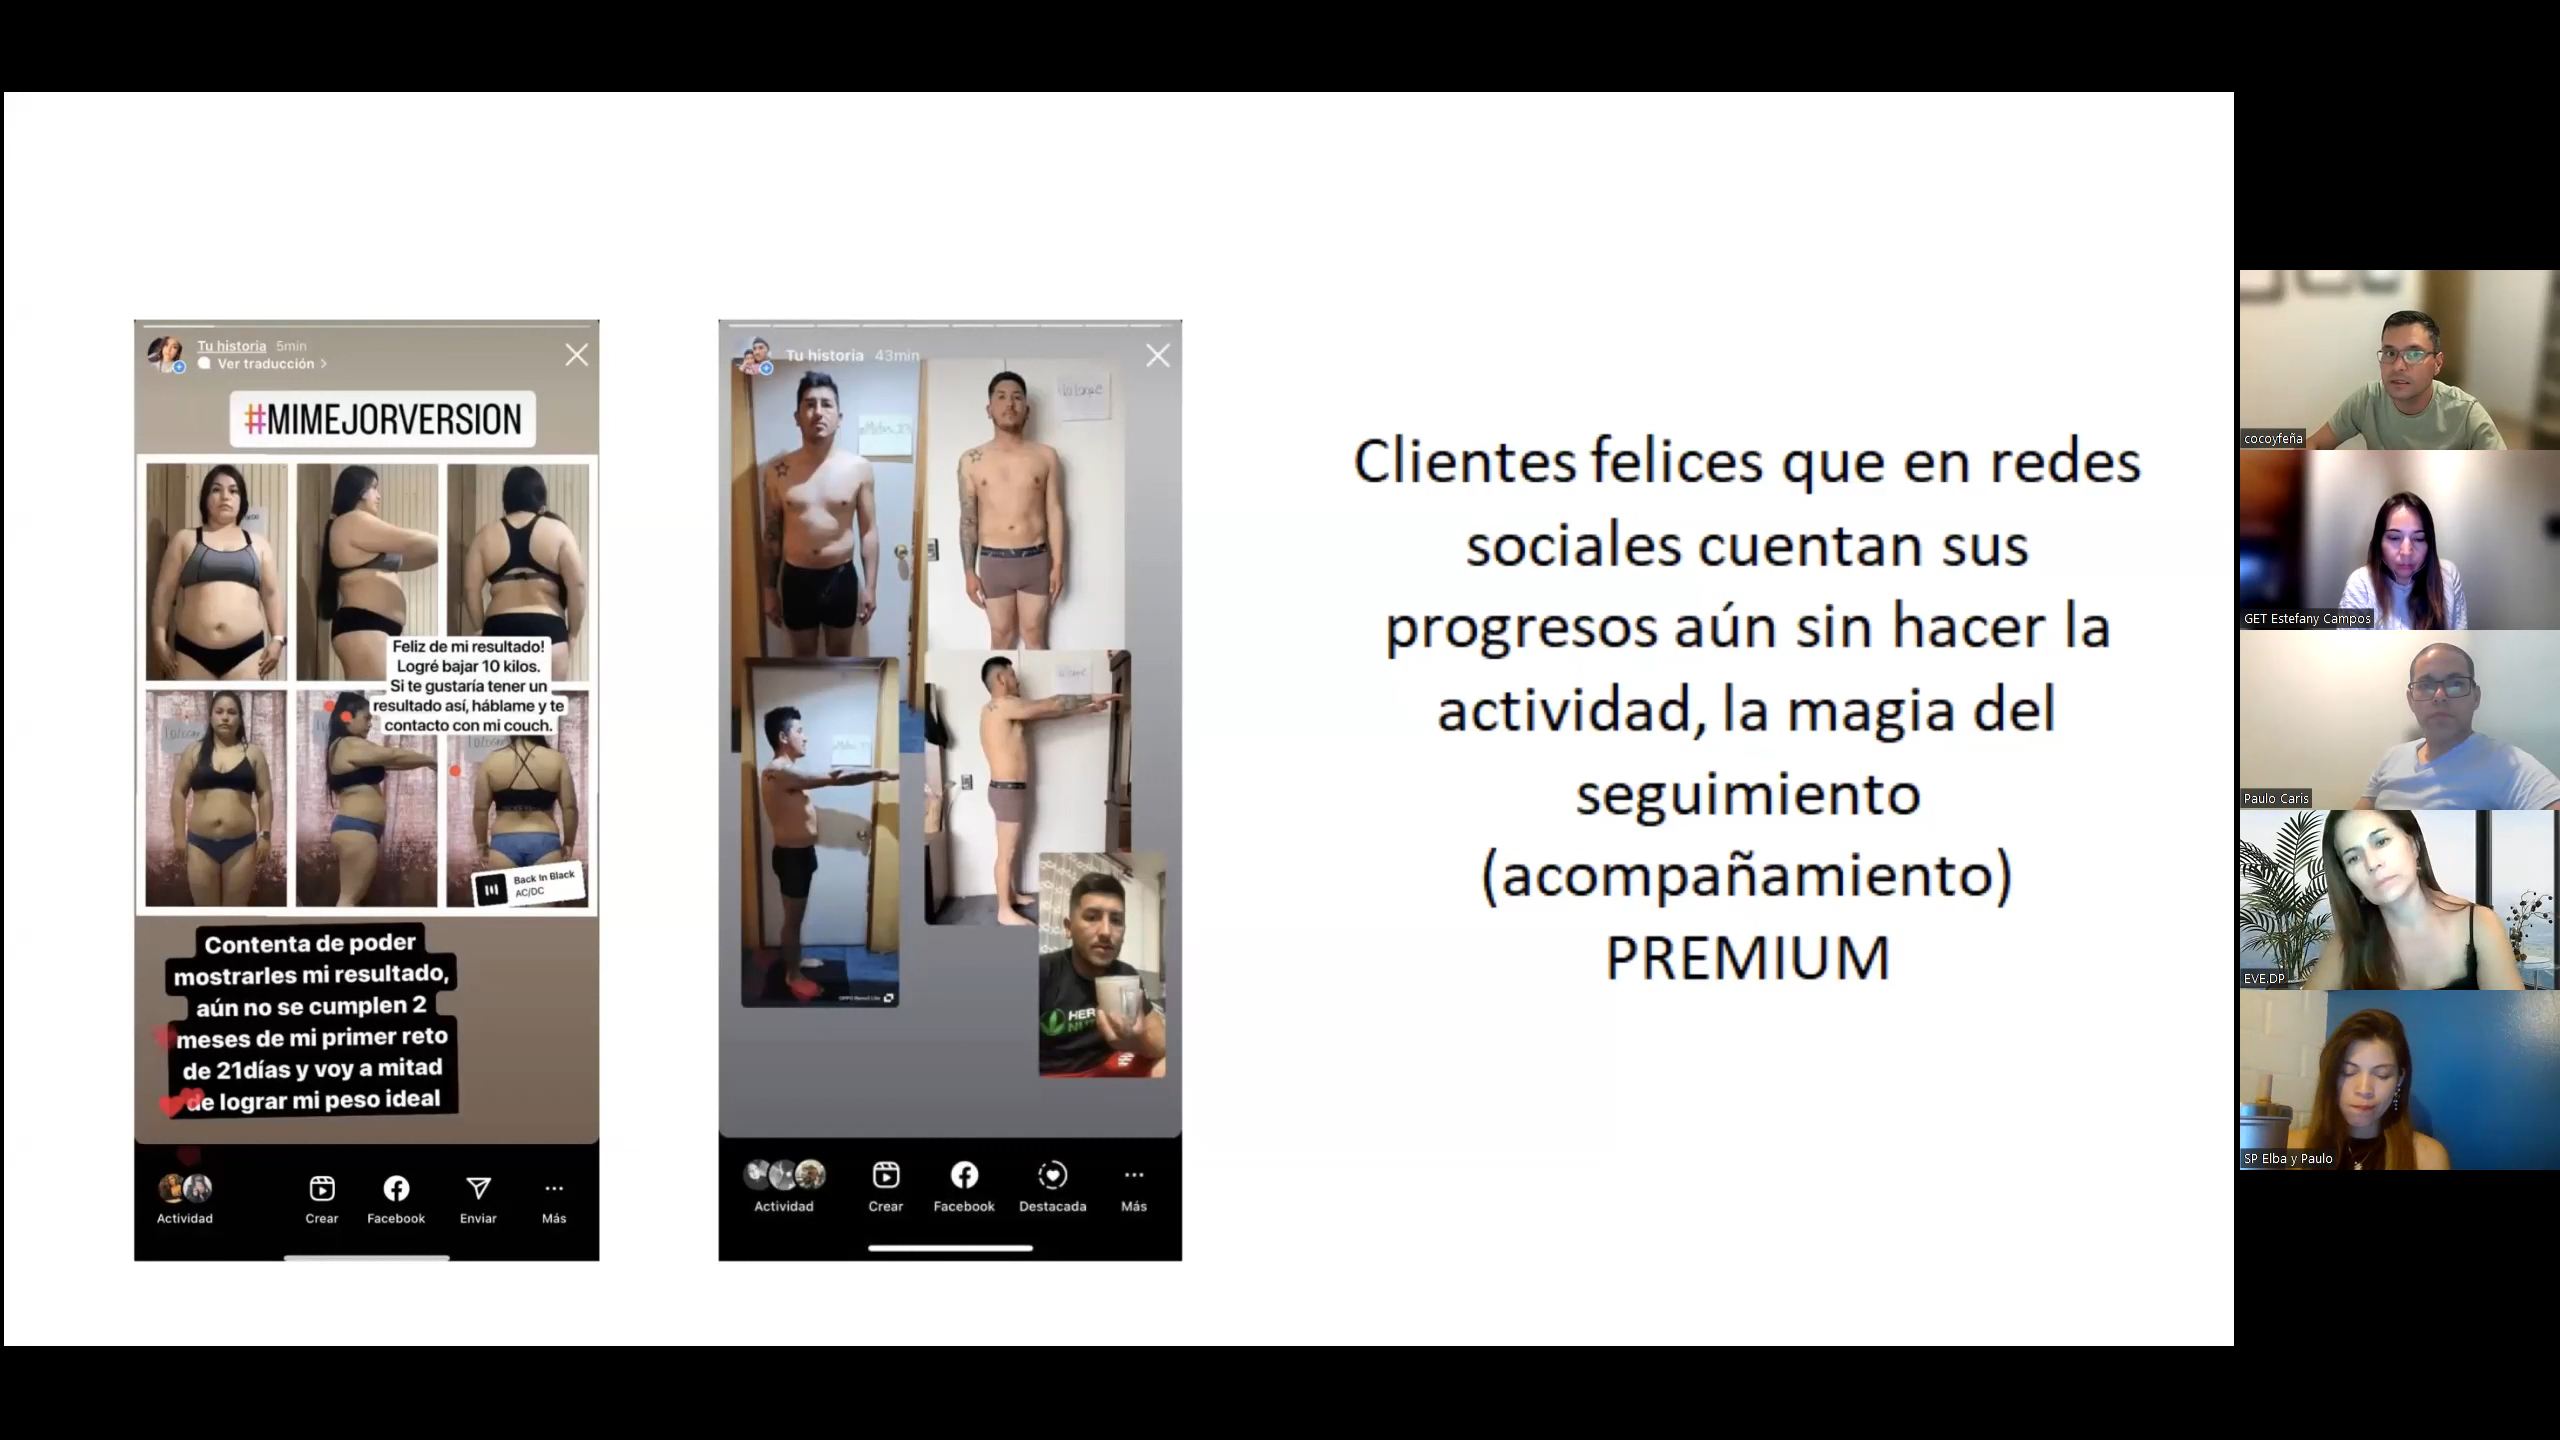 Tu historia 5min
Ver traducción >
#MIMEJORVERSION
Feliz de mi resultado!
Logré bajar 10 kilos.
Si te gustaría tener un
resultado así, háblame y te
contacto con mi couch.
Back In Black
AC/DC
Contenta de poder
mostrarles mi resultado,
aún no se cumplen 2
meses de mi primer reto
de 21días y voy a mitad
de lograr mi peso ideal
Actividad
Crear
Facebook
Enviar
Más
Tu historia 43min
HER
Actividad
Crear
Facebook
Destacada
Más
Clientes felices que en redes
sociales cuentan sus
progresos aún sin hacer la
actividad, la magia del
seguimiento
(acompañamiento)
PREMIUM
cocoyfeña
GET Estefany Campos
Paulo Caris
EVE.DP
SP Elba y Paulo